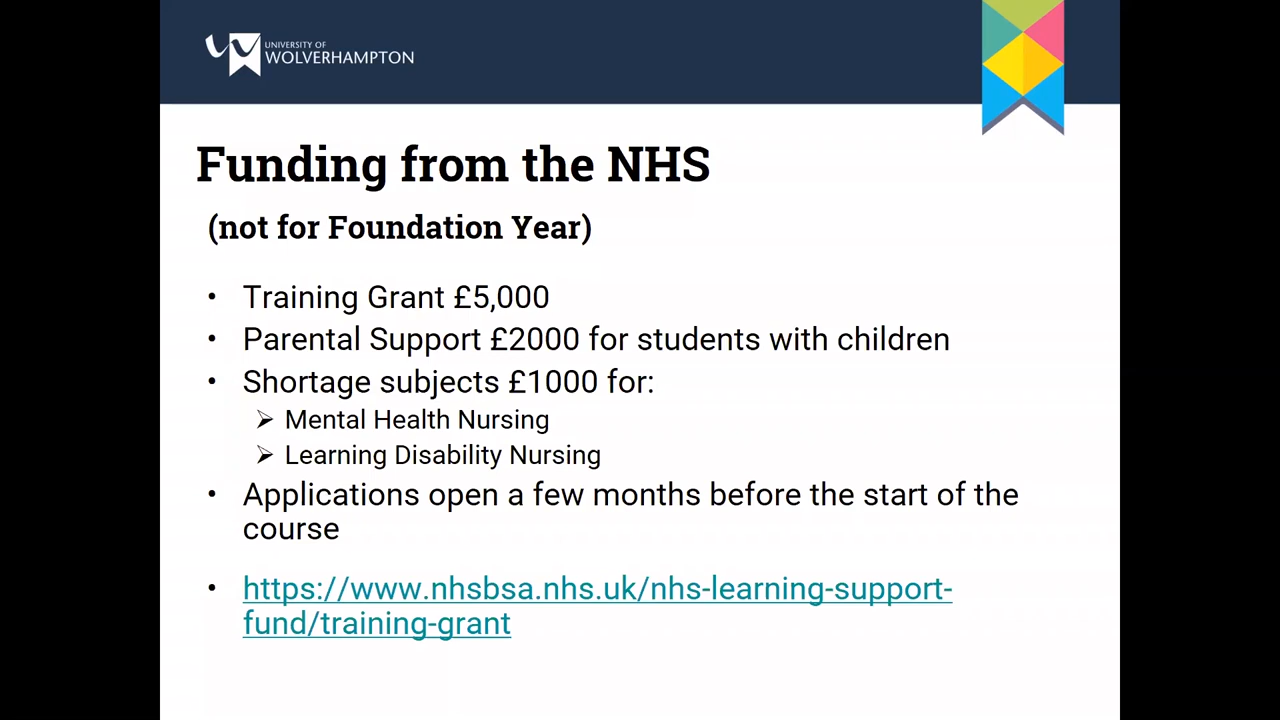 UNIVERSITY OF
WOLVERHAMPTON
Funding from the NHS
(not for Foundation Year)
• Training Grant £5,000
• Parental Support £2000 for students with children
• Shortage subjects £1000 for:
➢ Mental Health Nursing
➢ Learning Disability Nursing
• Applications open a few months before the start of the
course
• https://www.nhsbsa.nhs.uk/nhs-learning-support-
fund/training-grant